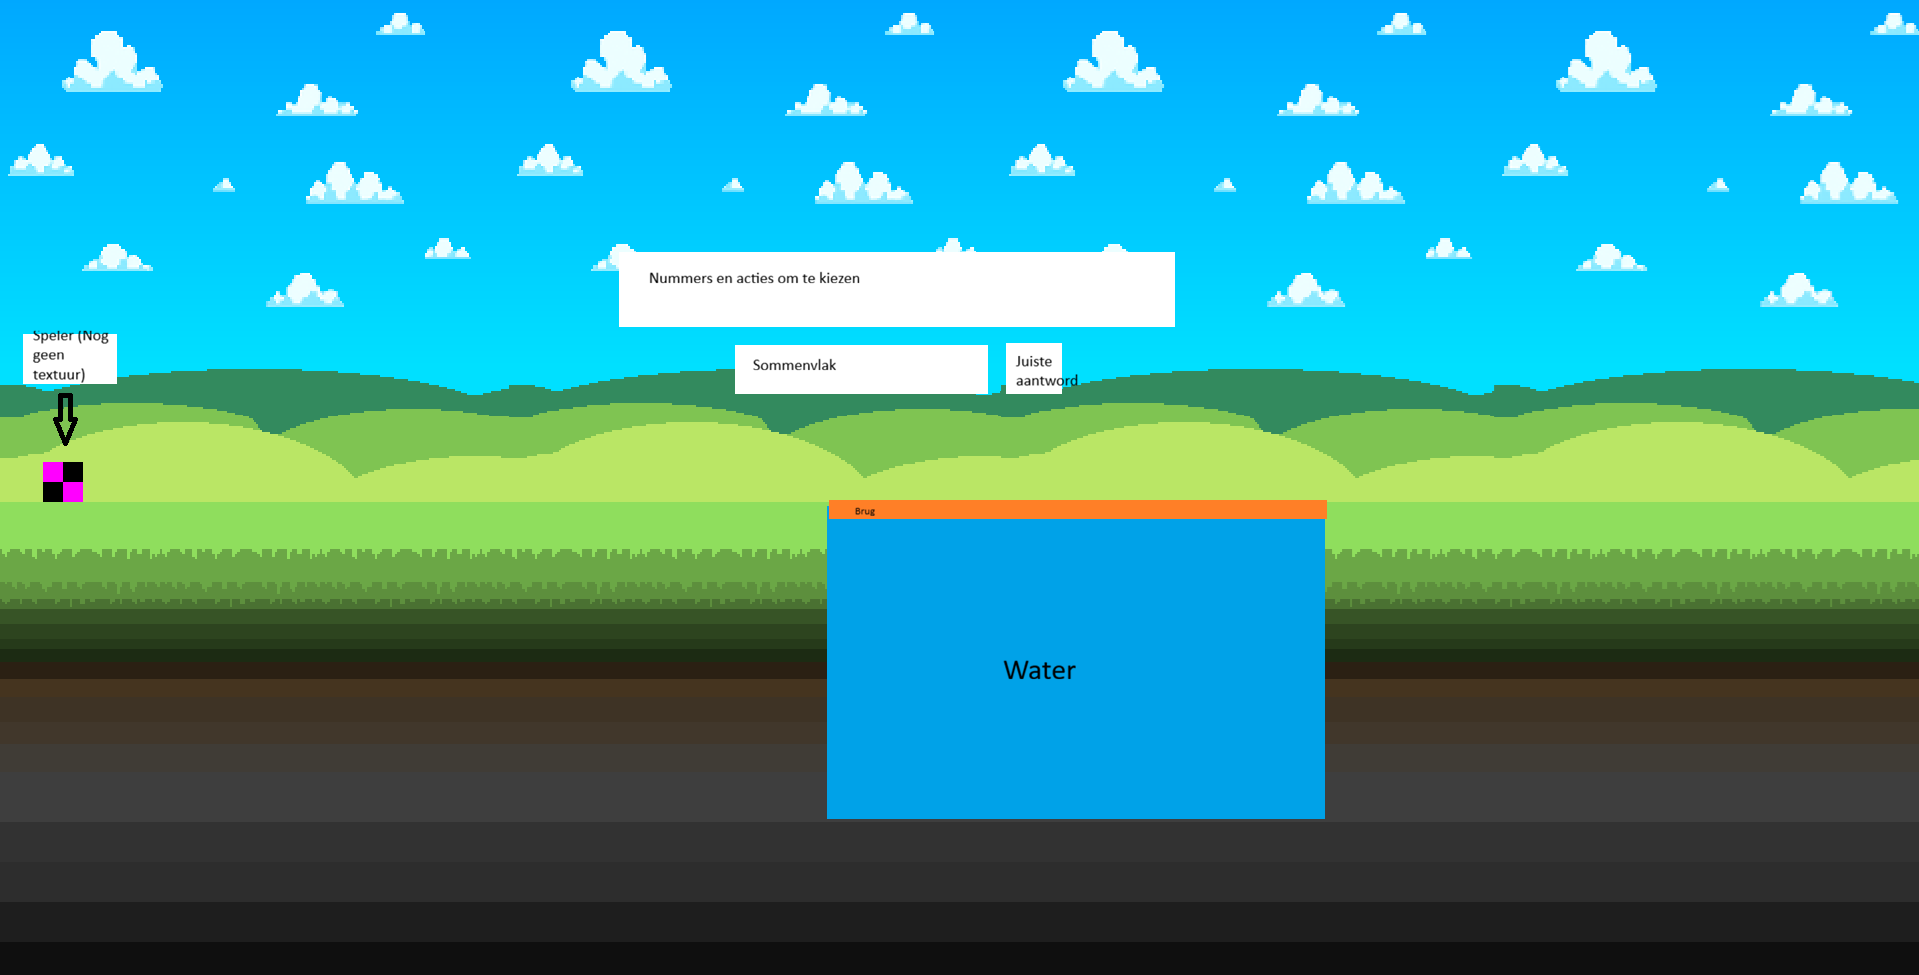 Nummers en acties om te kiezen
Speler (Nog
geen
textuur)
Sommenvlak
Juiste
aantword
Brug
Water